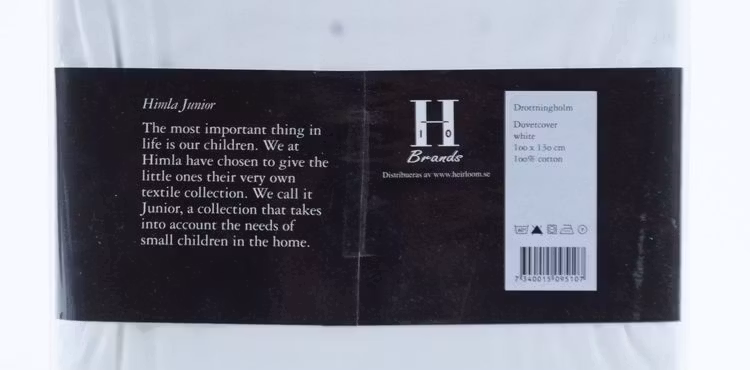 Himla Junior
The most important thing in
life is our children. We at
Himla have chosen to give the
little ones their very own
textile collection. We call it
Junior, a collection that takes
into account the needs of
small children in the home.
H
10
Brands
Distribueras av www.heirloom.se
Drottningholm
Dovetcover
white
100 x 130 cm
100% cotton
7340015095107